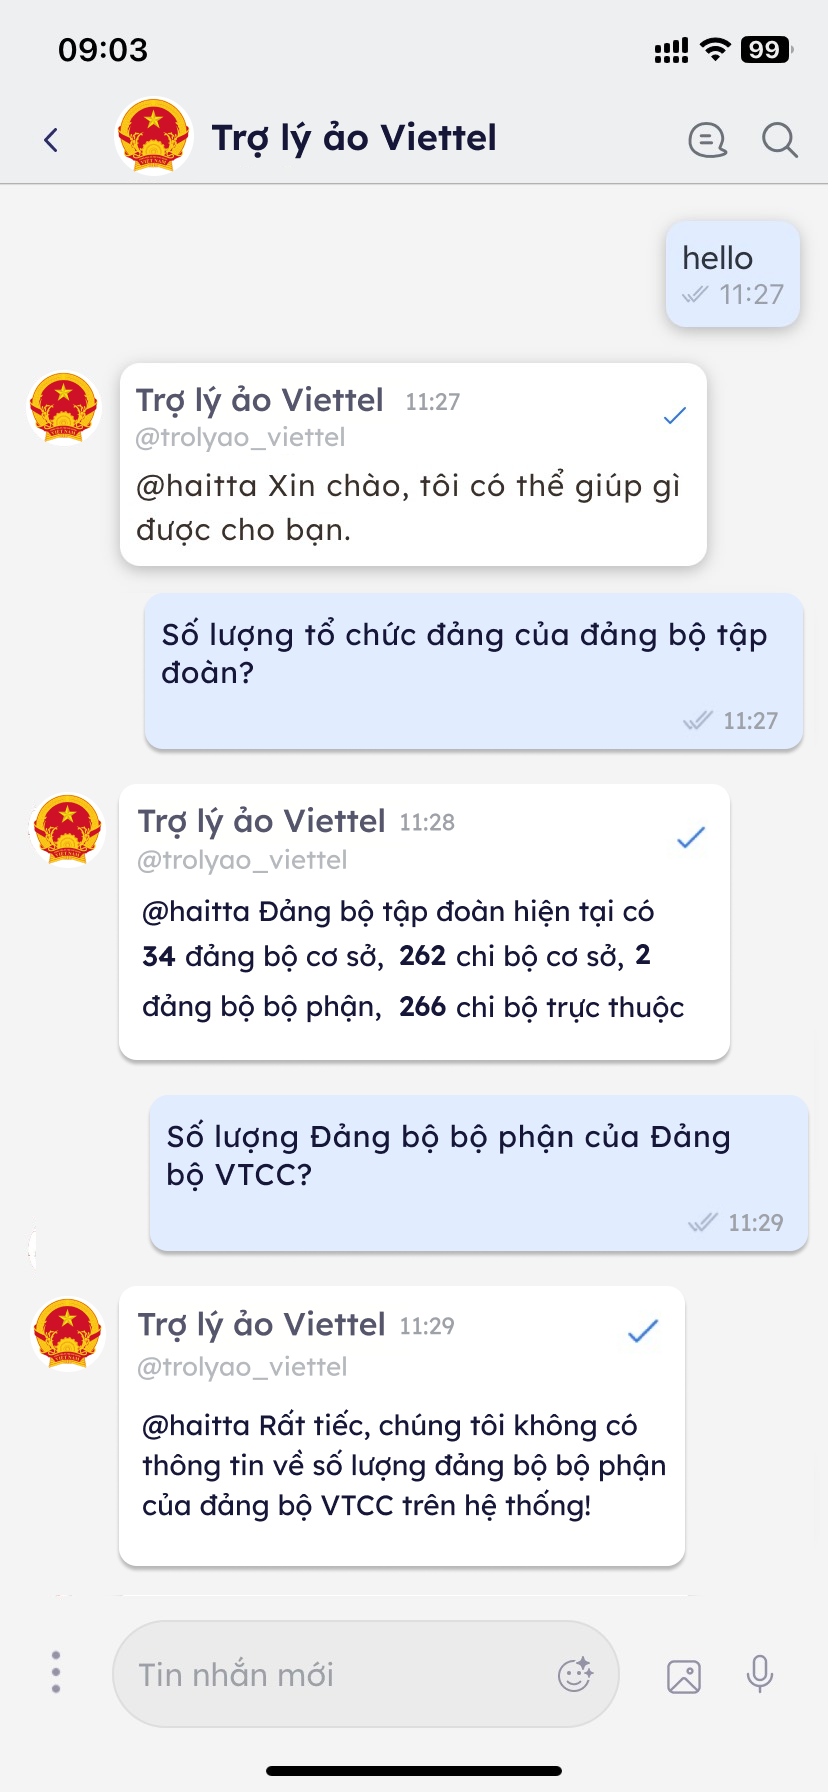 09:03
99
Trợ lý ảo Viettel
hello
11:27
Trợ lý ảo Viettel 11:27
@trolyao_viettel
@haitta Xin chào, tôi có thể giúp gì
được cho bạn.
Số lượng tổ chức đảng của đảng bộ tập
đoàn?
11:27
Trợ lý ảo Viettel 11:28
@trolyao_viettel
@haitta Đảng bộ tập đoàn hiện tại có
34 đảng bộ cơ sở, 262 chi bộ cơ sở, 2
đảng bộ bộ phận, 266 chi bộ trực thuộc
Số lượng Đảng bộ bộ phận của Đảng
bộ VTCC?
11:29
Trợ lý ảo Viettel 11:29
@trolyao_viettel
@haitta Rất tiếc, chúng tôi không có
thông tin về số lượng đảng bộ bộ phận
của đảng bộ VTCC trên hệ thống!
Tin nhắn mới